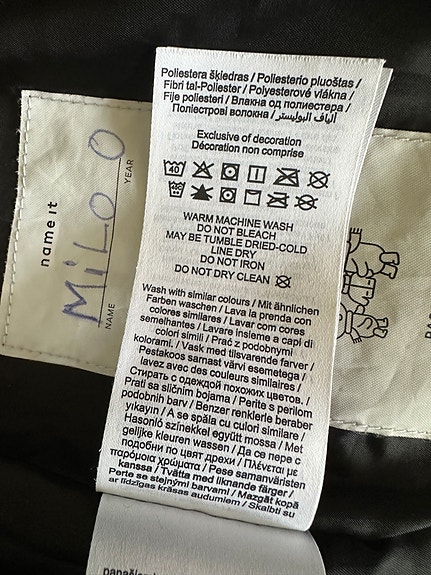 name it
MILO O
NAME
YEAR
Poliestera šķiedras / Poliesterio pluoštas /
Fibri tal-Poliester / Polyesterové vlákna /
Fije poliesteri / Влакна од полиестера /
Поліестрові волокна / ألياف البوليستر /
Exclusive of decoration
Décoration non comprise
40
WARM MACHINE WASH
DO NOT BLEACH
MAY BE TUMBLE DRIED-COLD
LINE DRY
DO NOT IRON
DO NOT DRY CLEAN
Wash with similar colours / Mit ähnlichen
Farben waschen / Lava la prenda con
colores similares / Lavar com cores
semelhantes / Lavare insieme a capi di
colori simili / Prać z podobnymi
kolorami. / Vask med tilsvarende farver /
Pestakoos samast värvi esemetega /
lavez avec des couleurs similaires /
Стирать с одеждой похожих цветов. /
Prati sa sličnim bojama / Perite s perilom
podobnih barv / Benzer renklerle beraber
yıkayın / A se spăla cu culori similare /
Hasonló színekkel együtt mossa / Met
gelijke kleuren wassen / Да се пере с
подобни по цвят дрехи / Πλένεται με
παρόμοια χρώματα / Pese samanväristen
kanssa / Tvätta med liknande färger /
Perte se stejnými barvami / Mazgāt kopā
ar līdzīgas krāsas audumiem / Skalbti su